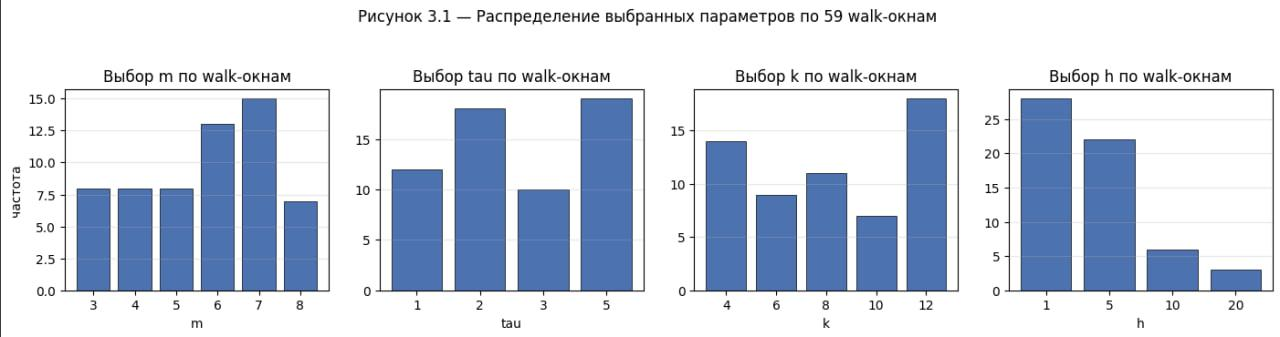 Рисунок 3.1 — Распределение выбранных параметров по 59 walk-окнам
Выбор m по walk-окнам
частота
15.0
12.5
10.0
7.5
5.0
2.5
0.0
3 4 5 6 7 8
m
Выбор tau по walk-окнам
15
10
5
0
1 2 3 5
tau
Выбор k по walk-окнам
15
10
5
0
4 6 8 10 12
k
Выбор h по walk-окнам
25
20
15
10
5
0
1 5 10 20
h